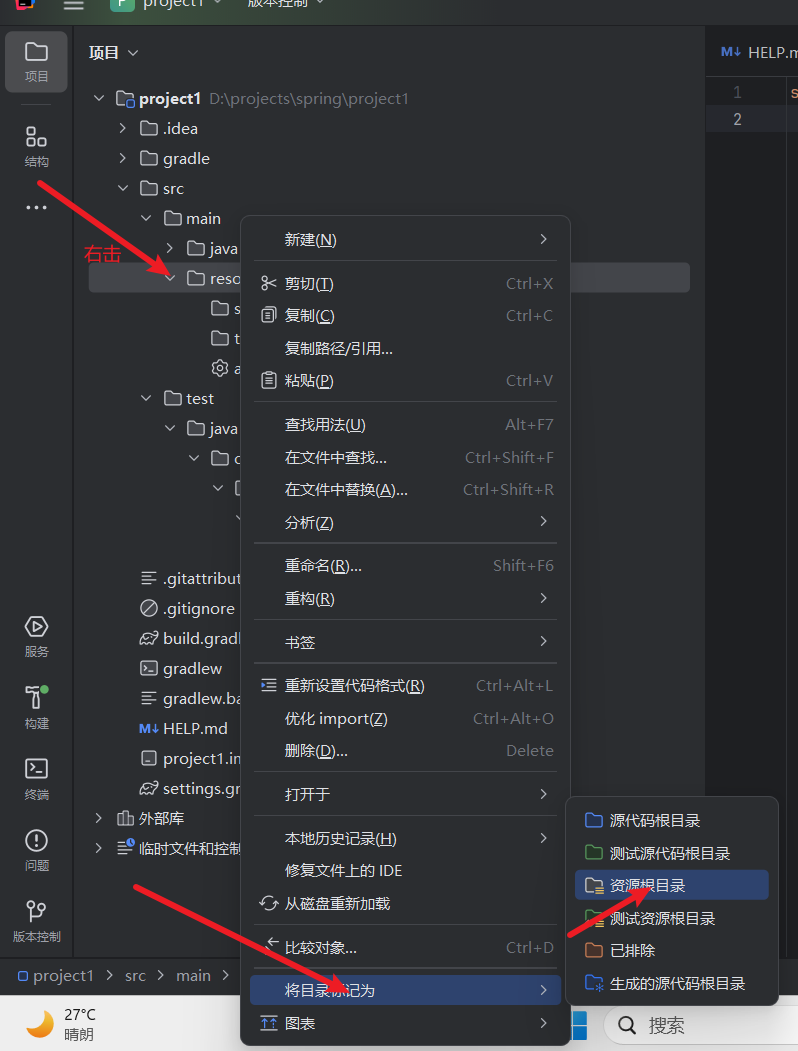 project1
版本控制
项目
项目
M↓ HELP.m
project1 D:\projects\spring\project1
1
.idea
2
结构
gradle
src
main
右击
java
reso
s
t
a
test
java
新建(N)
剪切(T) Ctrl+X
复制(C) Ctrl+C
复制路径/引用...
粘贴(P) Ctrl+V
查找用法(U) Alt+F7
在文件中查找... Ctrl+Shift+F
在文件中替换(A)... Ctrl+Shift+R
分析(Z)
重命名(R)... Shift+F6
重构(R)
书签
重新设置代码格式(R) Ctrl+Alt+L
优化 import(Z) Ctrl+Alt+O
删除(D)... Delete
打开于
本地历史记录(H)
修复文件上的 IDE
从磁盘重新加载
比较对象... Ctrl+D
将目录标记为
图表
.gitattribut
.gitignore
build.grad
gradlew
gradlew.ba
M↓ HELP.md
project1.im
settings.gr
外部库
临时文件和控制
服务
构建
终端
问题
版本控制
源代码根目录
测试源代码根目录
资源根目录
测试资源根目录
已排除
生成的源代码根目录
project1 > src > main >
27°C
晴朗
搜索